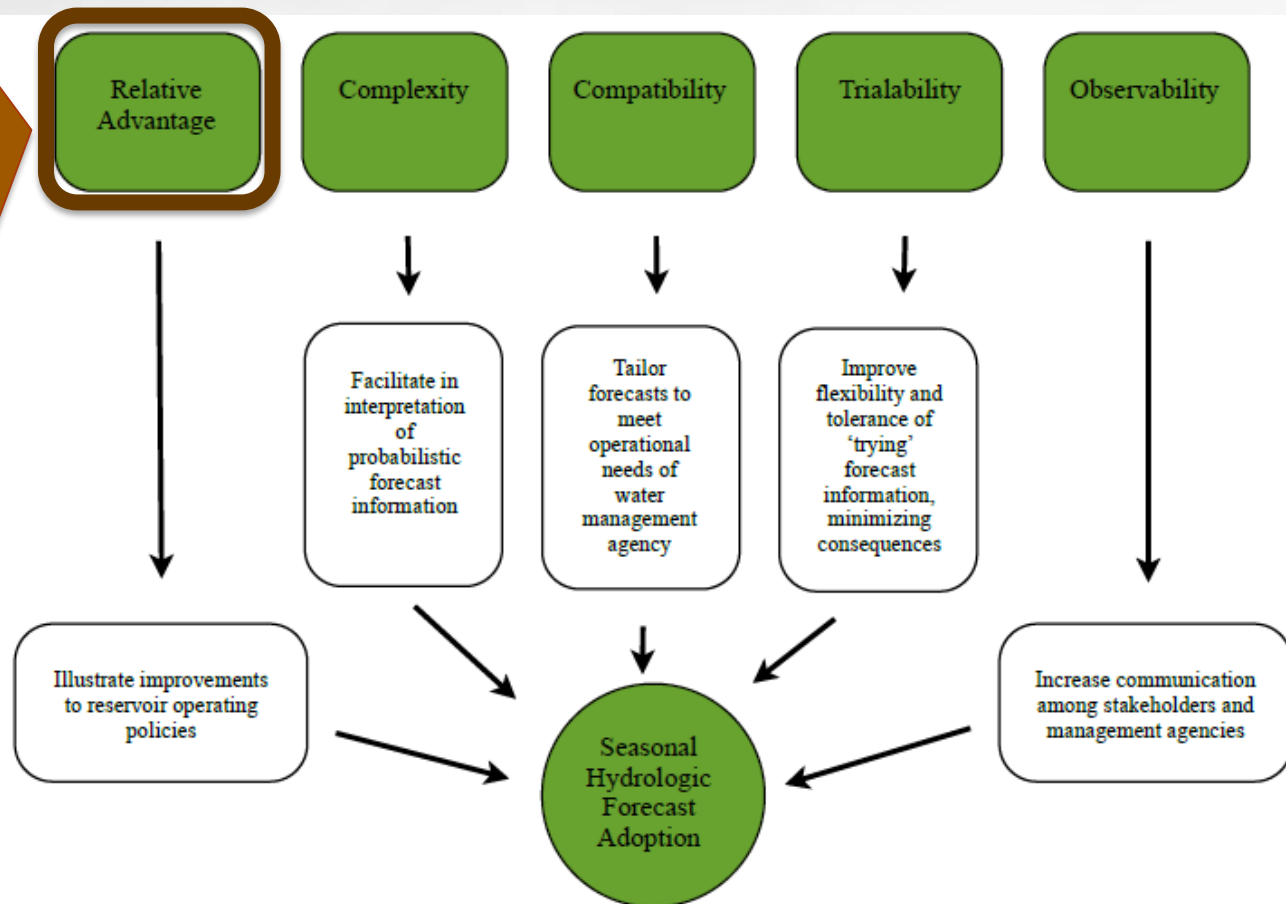 Relative
Advantage
Complexity
Compatibility
Trialability
Observability
Facilitate in
interpretation
of
probabilistic
forecast
information
Tailor
forecasts to
meet
operational
needs of
water
management
agency
Improve
flexibility and
tolerance of
‘trying’
forecast
information,
minimizing
consequences
Illustrate improvements
to reservoir operating
policies
Increase communication
among stakeholders and
management agencies
Seasonal
Hydrologic
Forecast
Adoption